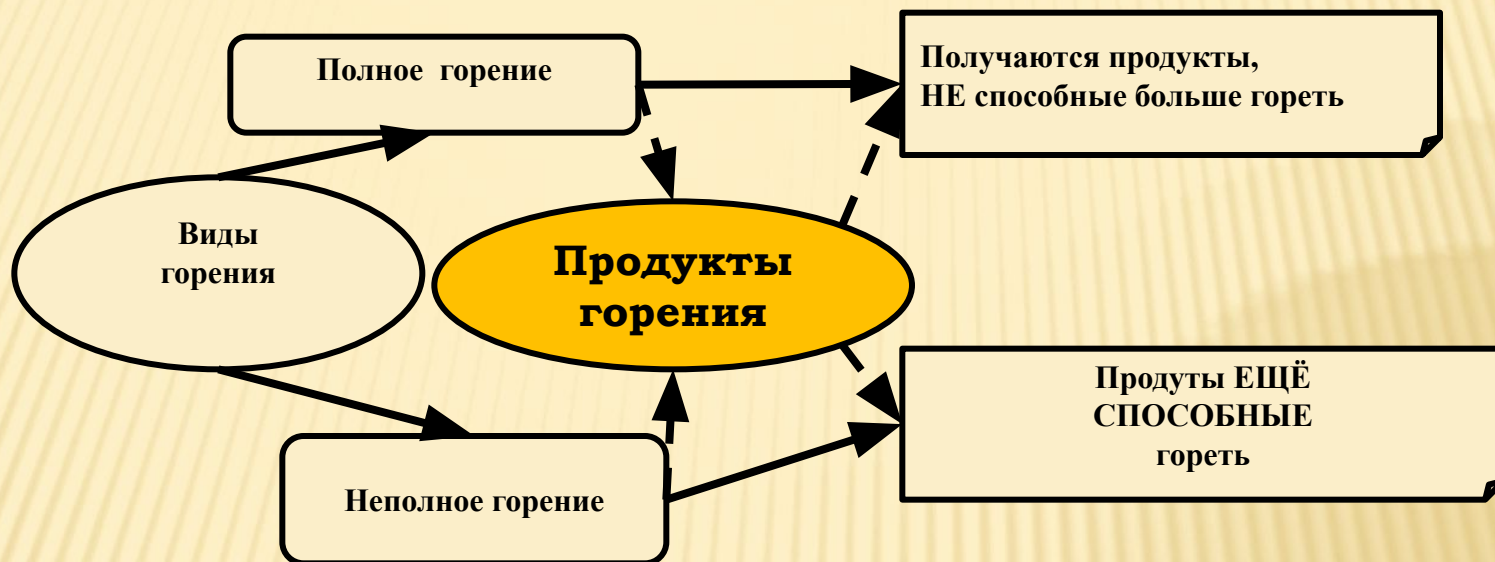 Полное горение
Получаются продукты,
НЕ способные больше гореть
Виды
горения
Продукты
горения
Продуты ЕЩЁ
СПОСОБНЫЕ
гореть
Неполное горение